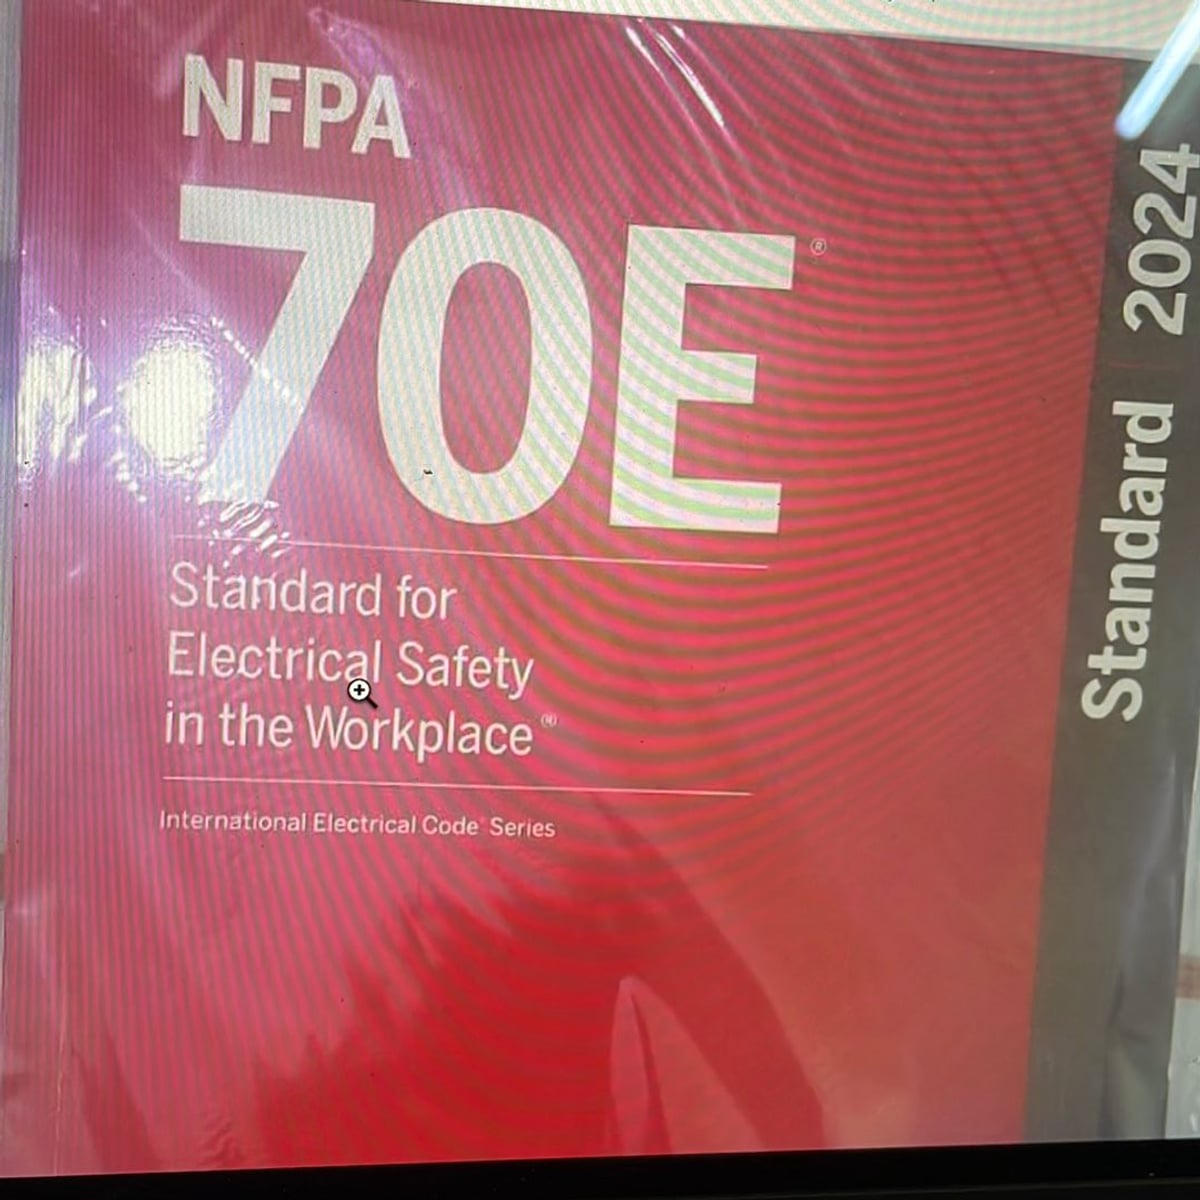 NFPA
70E®
Standard for
Electrical Safety
in the Workplace®
International Electrical Code® Series
Standard | 2024